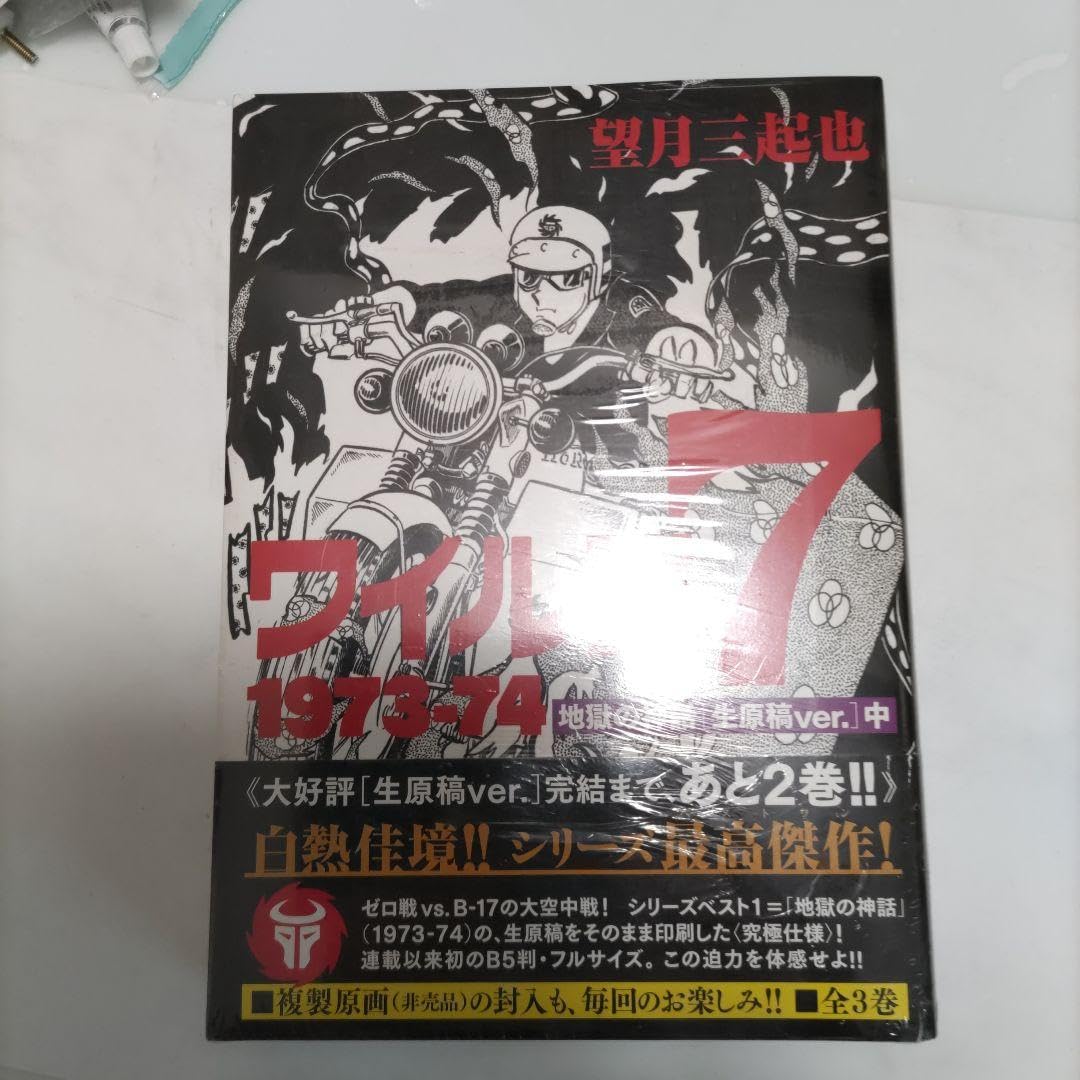 望月三起也
7
ワイル
1973-74
地獄の 生原稿ver.]中
《大好評[生原稿ver.]完結まで、あと2巻!!》
白熱佳境!! シリーズ最高傑作!
ゼロ戦vs.B-17の大空中戦! シリーズベスト1=「地獄の神話」
(1973-74)の、生原稿をそのまま印刷した〈究極仕様〉!
連載以来初のB5判・フルサイズ。この迫力を体感せよ!!
■複製原画(非売品)の封入も、毎回のお楽しみ!! ■全3巻